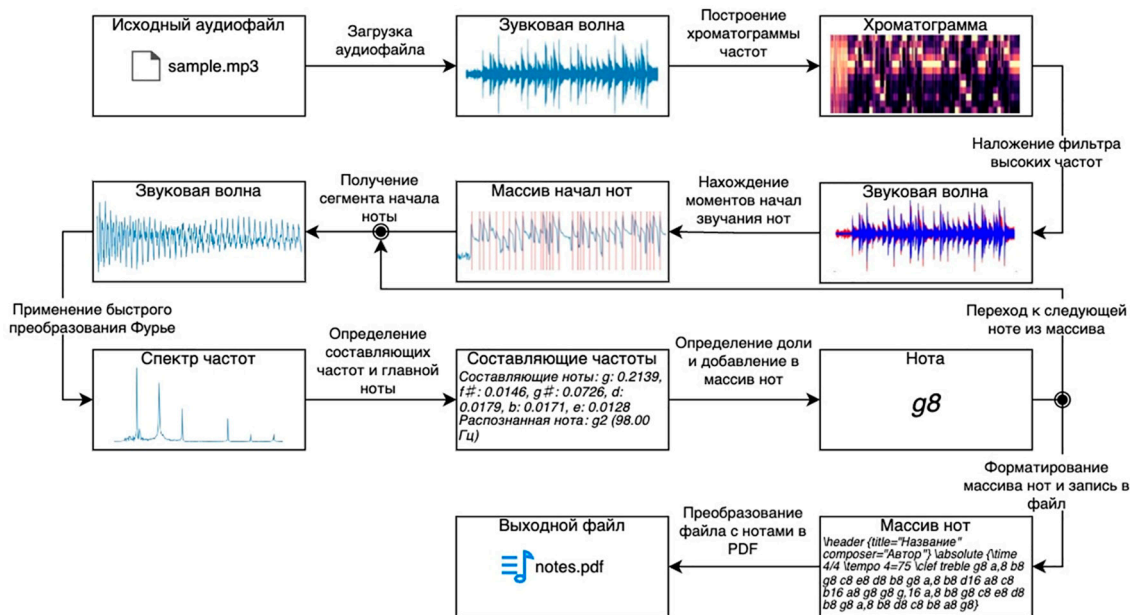 Исходный аудиофайл
sample.mp3
Загрузка
аудиофайла
Зувковая волна
Построение
хроматограммы
частот
Хроматограмма
Наложение фильтра
высоких частот
Звуковая волна
Нахождение
моментов начал
звучания нот
Массив начал нот
Получение
сегмента начала
ноты
Звуковая волна
Применение быстрого
преобразования Фурье
Спектр частот
Определение
составляющих
частот и главной
ноты
Составляющие частоты
Составляющие ноты: g: 0.2139,
f#: 0.0146, g#: 0.0726, d:
0.0179, b: 0.0171, e: 0.0128
Распознанная нота: g2 (98.00
Гц)
Определение доли
и добавление в
массив нот
Нота
g8
Переход к следующей
ноте из массива
Форматирование
массива нот и запись в
файл
Массив нот
\header {title="Название"
composer="Автор"} \absolute {\time
4/4 \tempo 4=75 \clef treble g8 a,8 b8
g8 c8 e8 d8 b8 g8 a,8 b8 d16 a8 c8
b16 a8 g8 g8 g,16 a,8 b8 g8 c8 e8 d8
b8 g8 a,8 b8 d8 c8 b8 a8 g8}
Преобразование
файла с нотами в
PDF
Выходной файл
notes.pdf